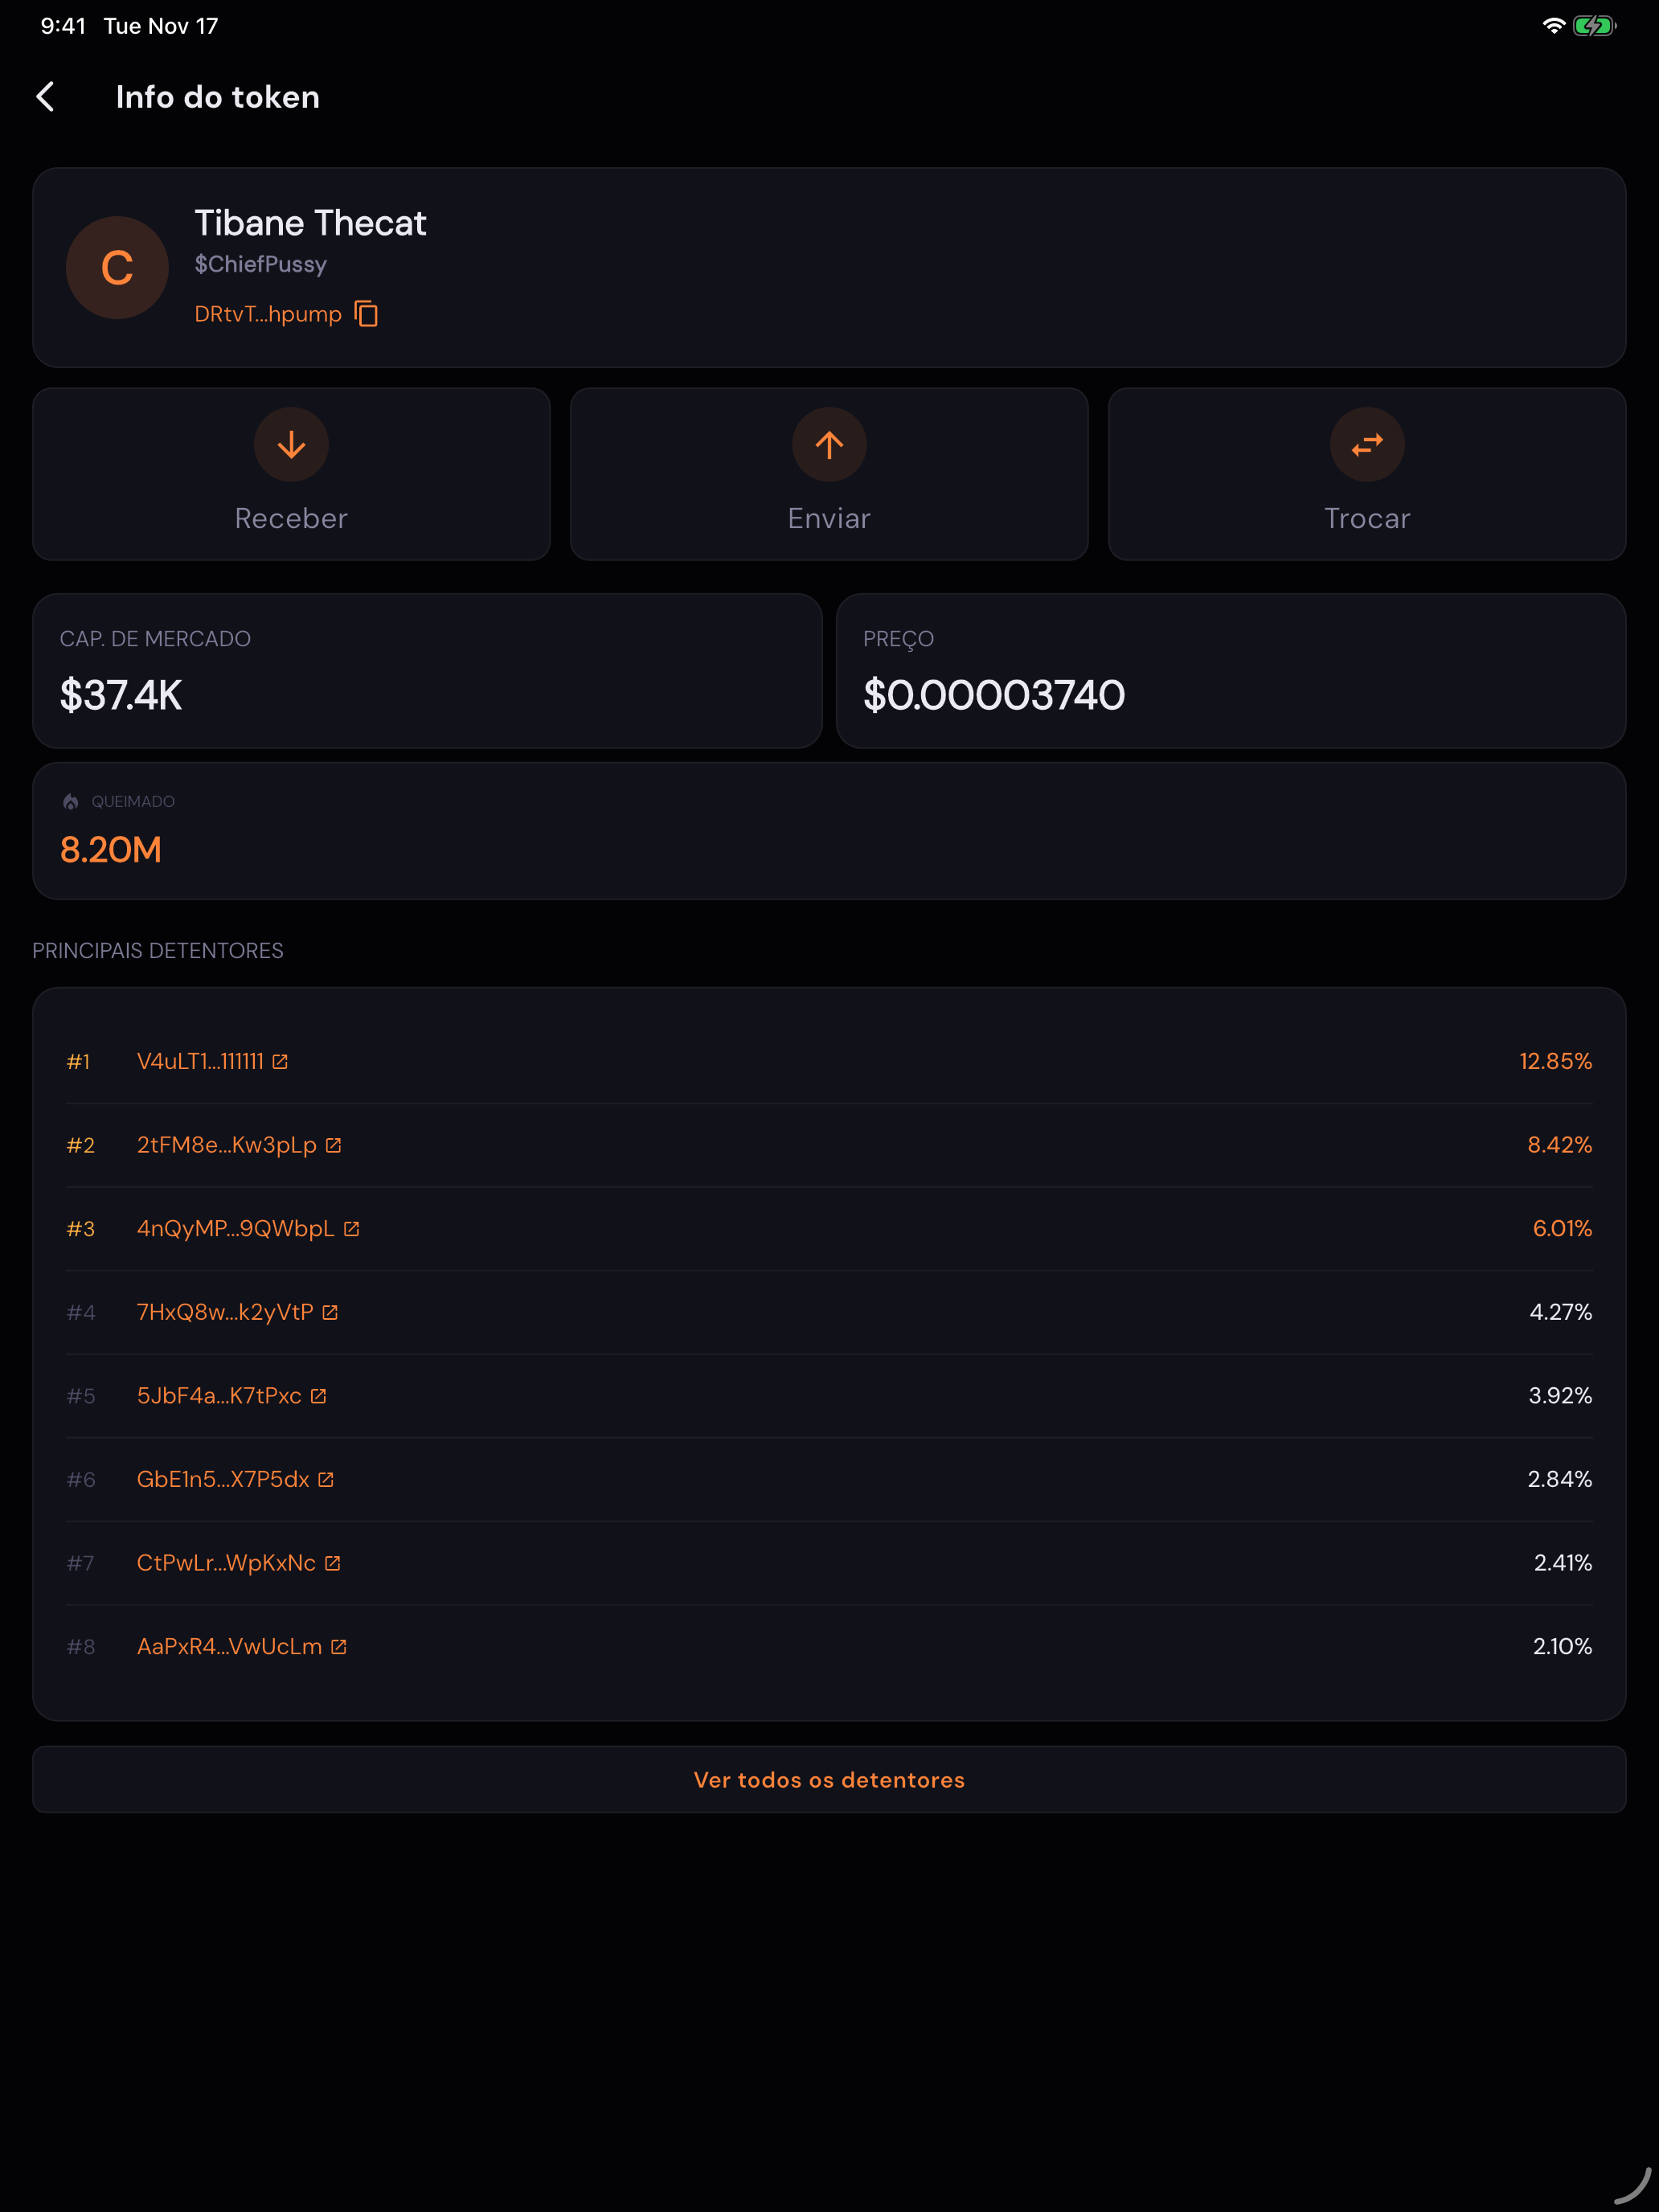 9:41 Tue Nov 17
Info do token
C
Tibane Thecat
$ChiefPussy
DRtvT...hpump
Receber
Enviar
Trocar
CAP. DE MERCADO
$37.4K
PREÇO
$0.00003740
QUEIMADO
8.20M
PRINCIPAIS DETENTORES
#1 V4uLT1...111111 12.85%
#2 2tFM8e...Kw3pLp 8.42%
#3 4nQyMP...9QWbpL 6.01%
#4 7HxQ8w...k2yVtP 4.27%
#5 5JbF4a...K7tPxc 3.92%
#6 GbE1n5...X7P5dx 2.84%
#7 CtPwLr...WpKxNc 2.41%
#8 AaPxR4...VwUcLm 2.10%
Ver todos os detentores